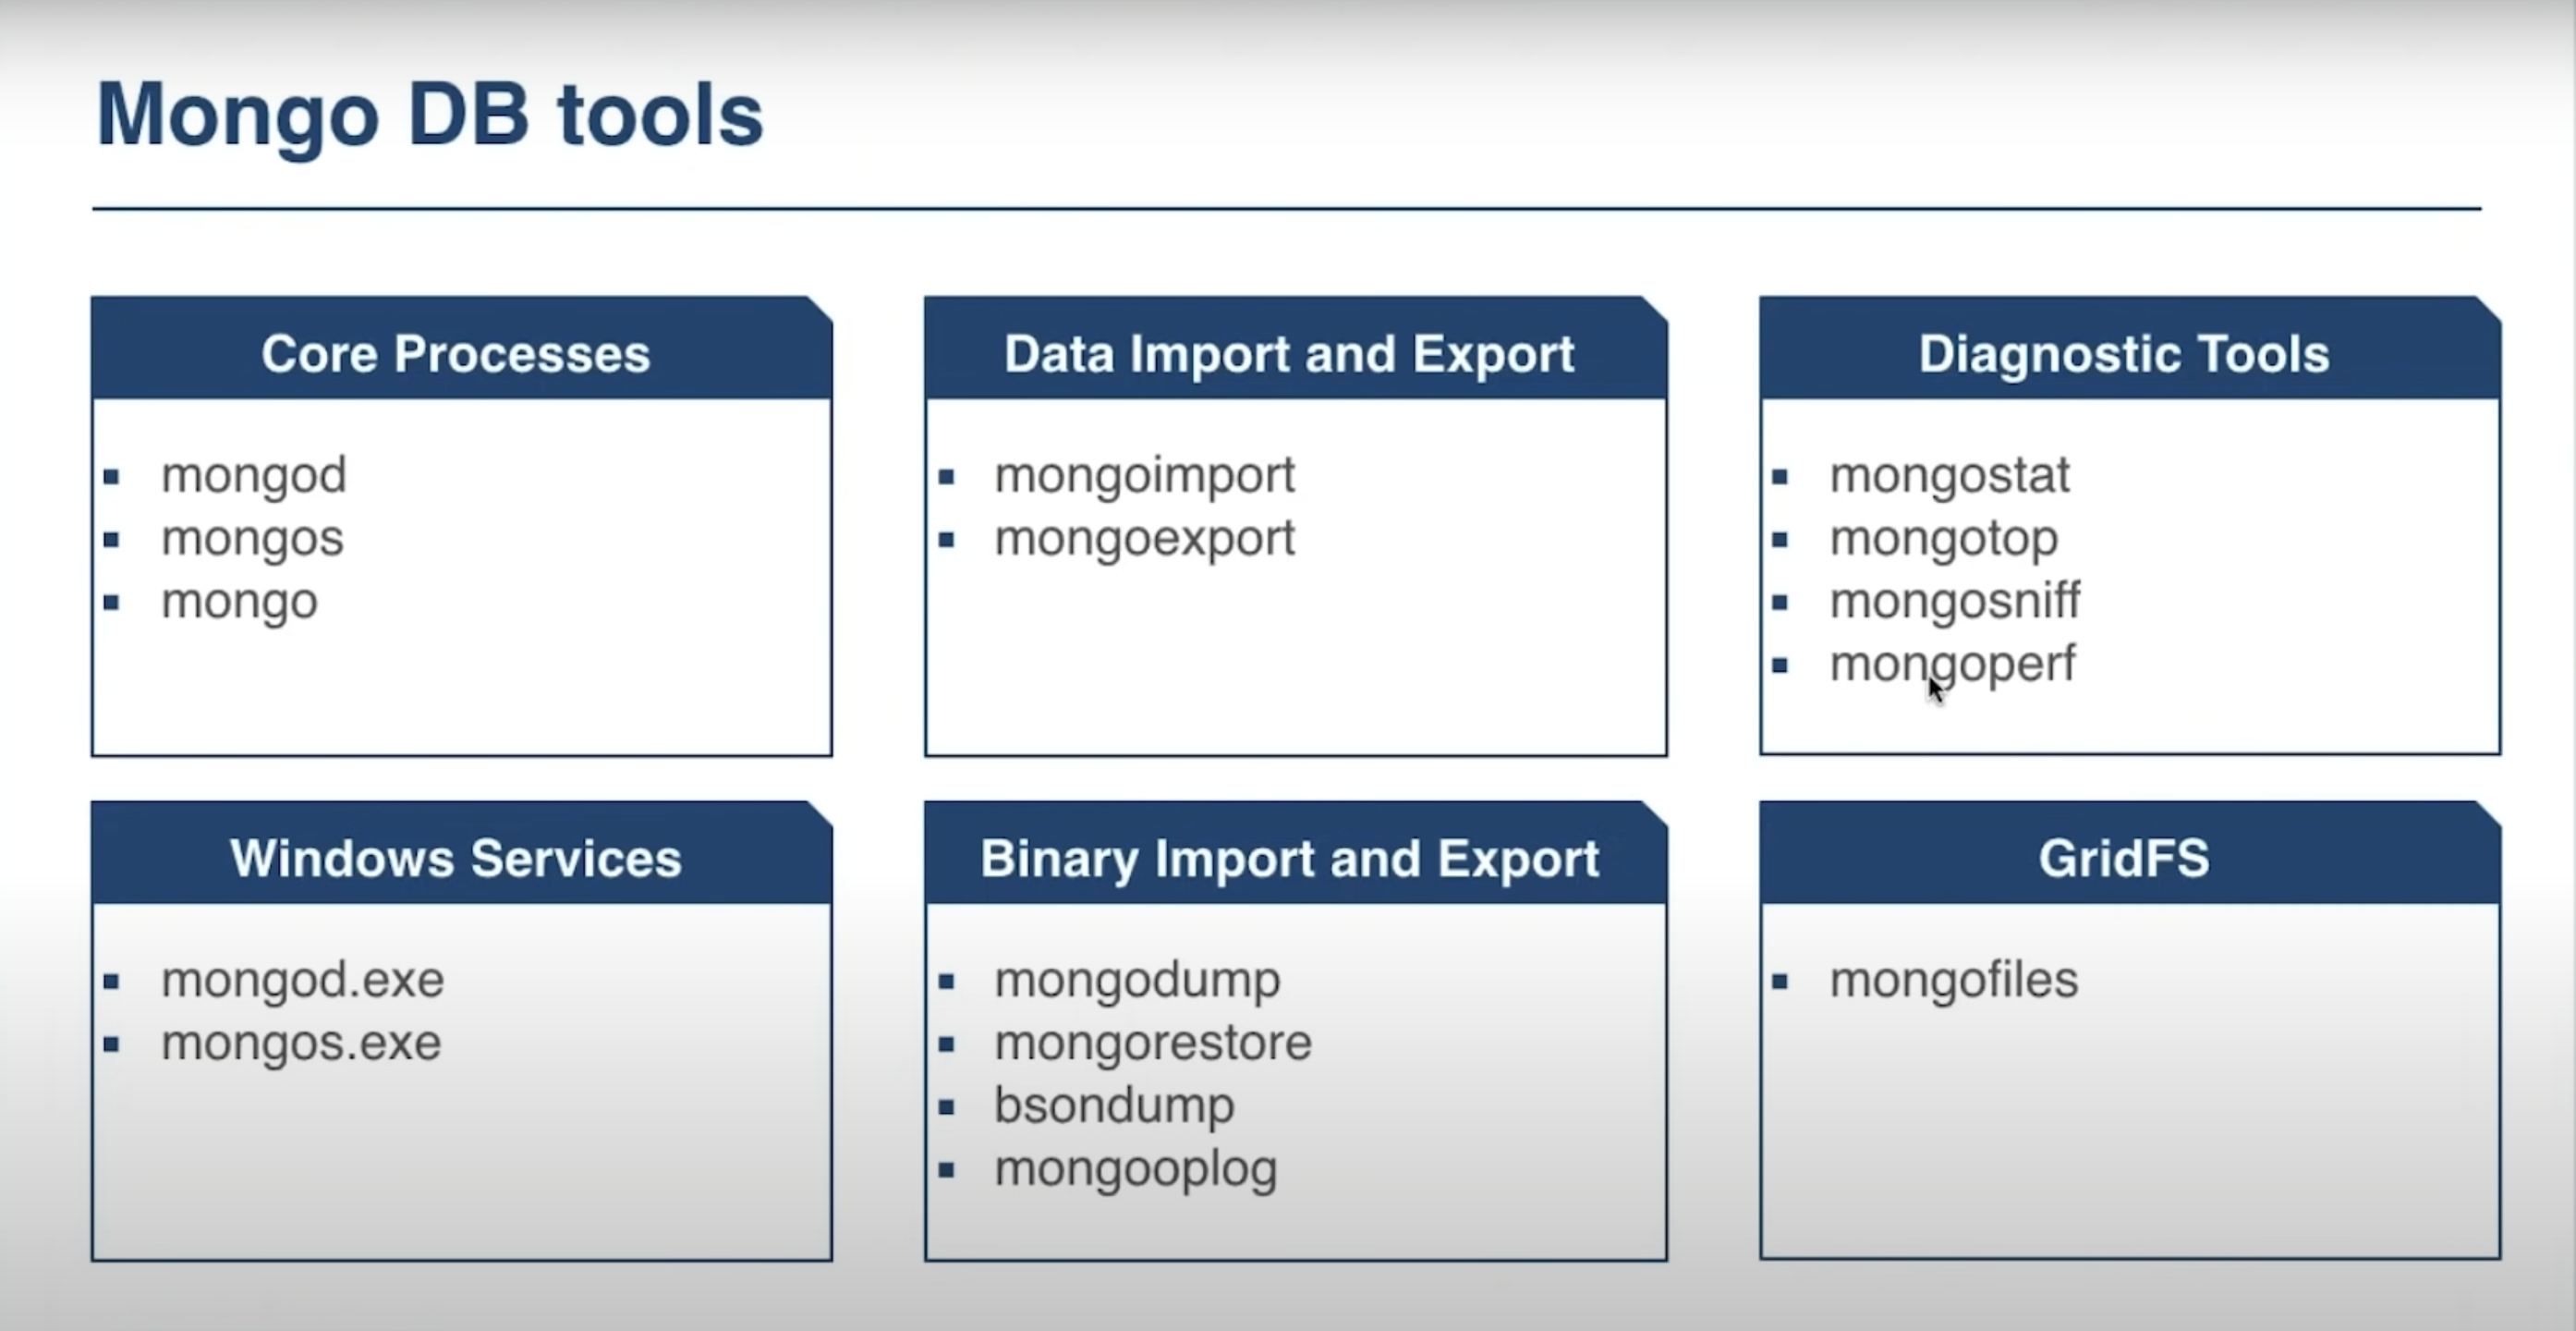 Mongo DB tools
Core Processes
mongod
mongos
mongo
Data Import and Export
mongoimport
mongoexport
Diagnostic Tools
mongostat
mongotop
mongosniff
mongoperf
Windows Services
mongod.exe
mongos.exe
Binary Import and Export
mongodump
mongorestore
bsondump
mongooplog
GridFS
mongofiles